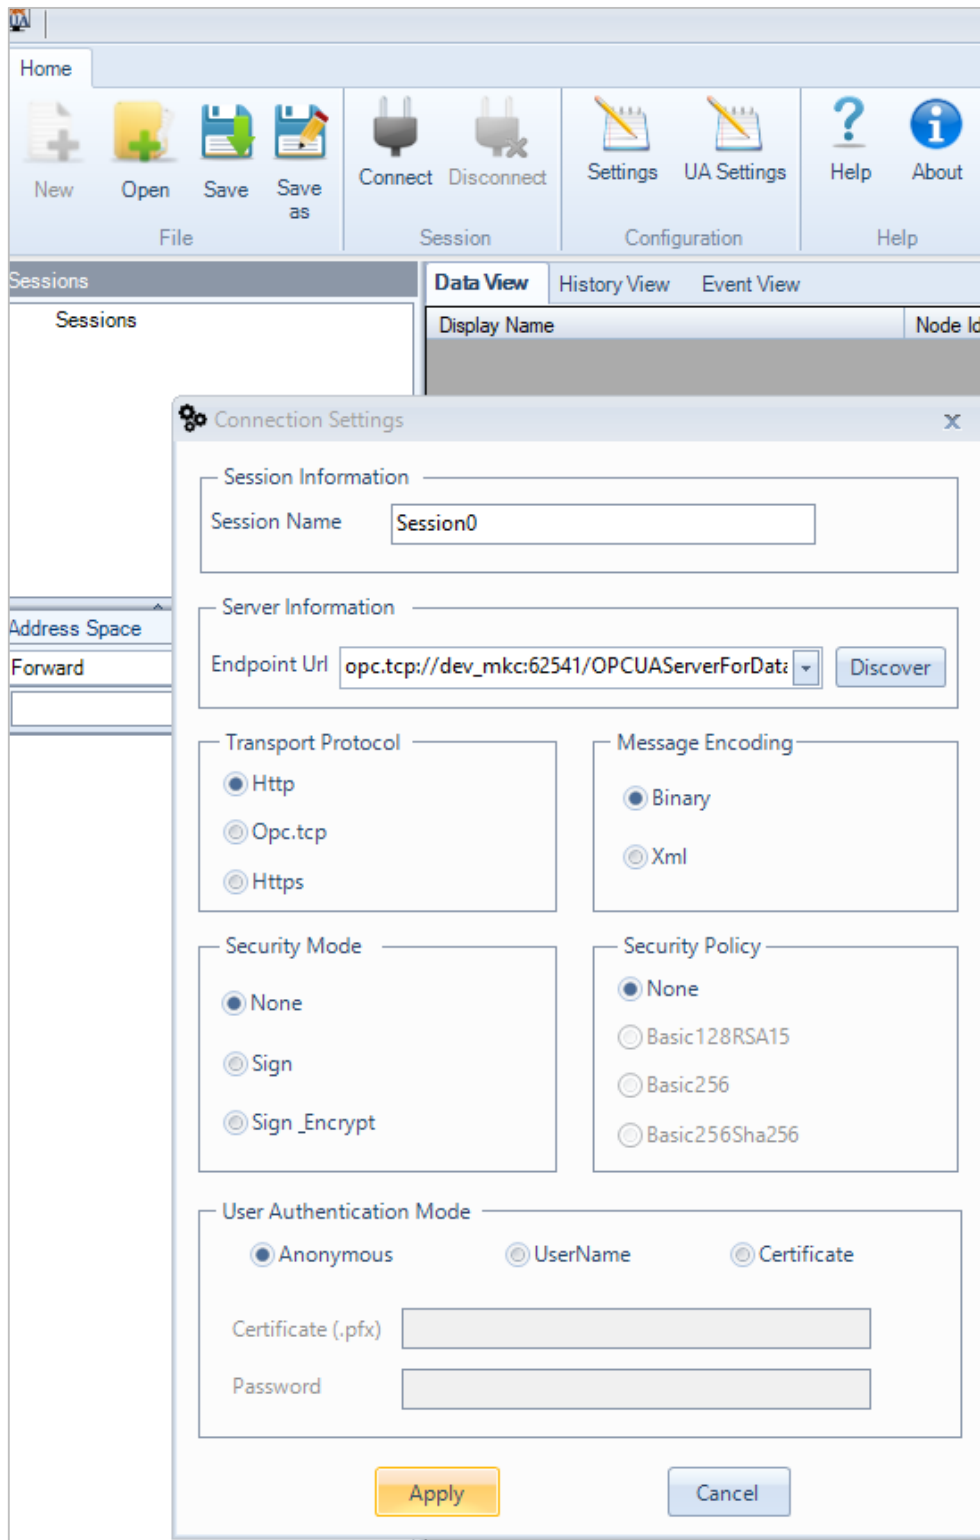 UA
Home
New
Open
Save
Save as
Connect
Disconnect
Settings
UA Settings
Help
About
File
Session
Configuration
Help
Sessions
Data View
History View
Event View
Sessions
Display Name
Node Id
Connection Settings
x
Session Information
Session Name
Session0
Address Space
Server Information
Forward
Endpoint Url
opc.tcp://dev_mkc:62541/OPCUAServerForData
Discover
Transport Protocol
Message Encoding
Http
Binary
Opc.tcp
Xml
Https
Security Mode
Security Policy
None
None
Basic128RSA15
Sign
Basic256
Sign _Encrypt
Basic256Sha256
User Authentication Mode
Anonymous
UserName
Certificate
Certificate (.pfx)
Password
Apply
Cancel